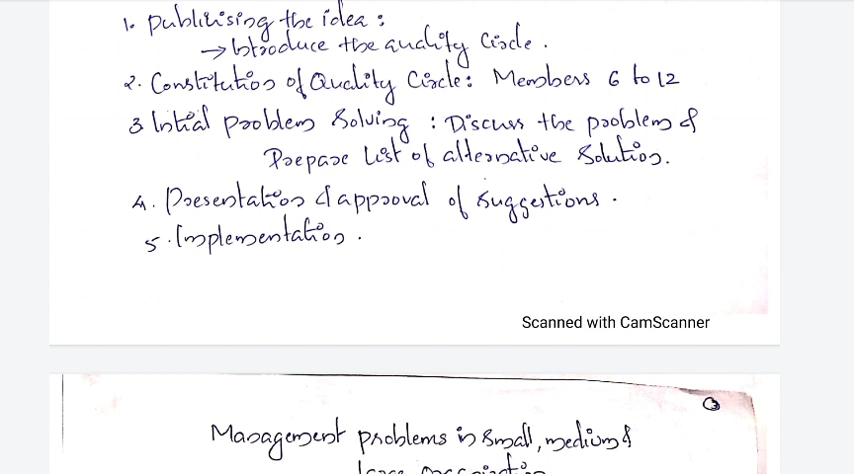 1. Publicising the idea :
→ Introduce the quality Circle .
2. Constitution of Quality Circle : Members 6 to 12
3 Intial problem Solving : Discuss the problem &
Prepare List of alternative Solution.
4. Presentation & approval of suggestions .
5. Implementation .
Scanned with CamScanner
3
Management problems in small, medium &